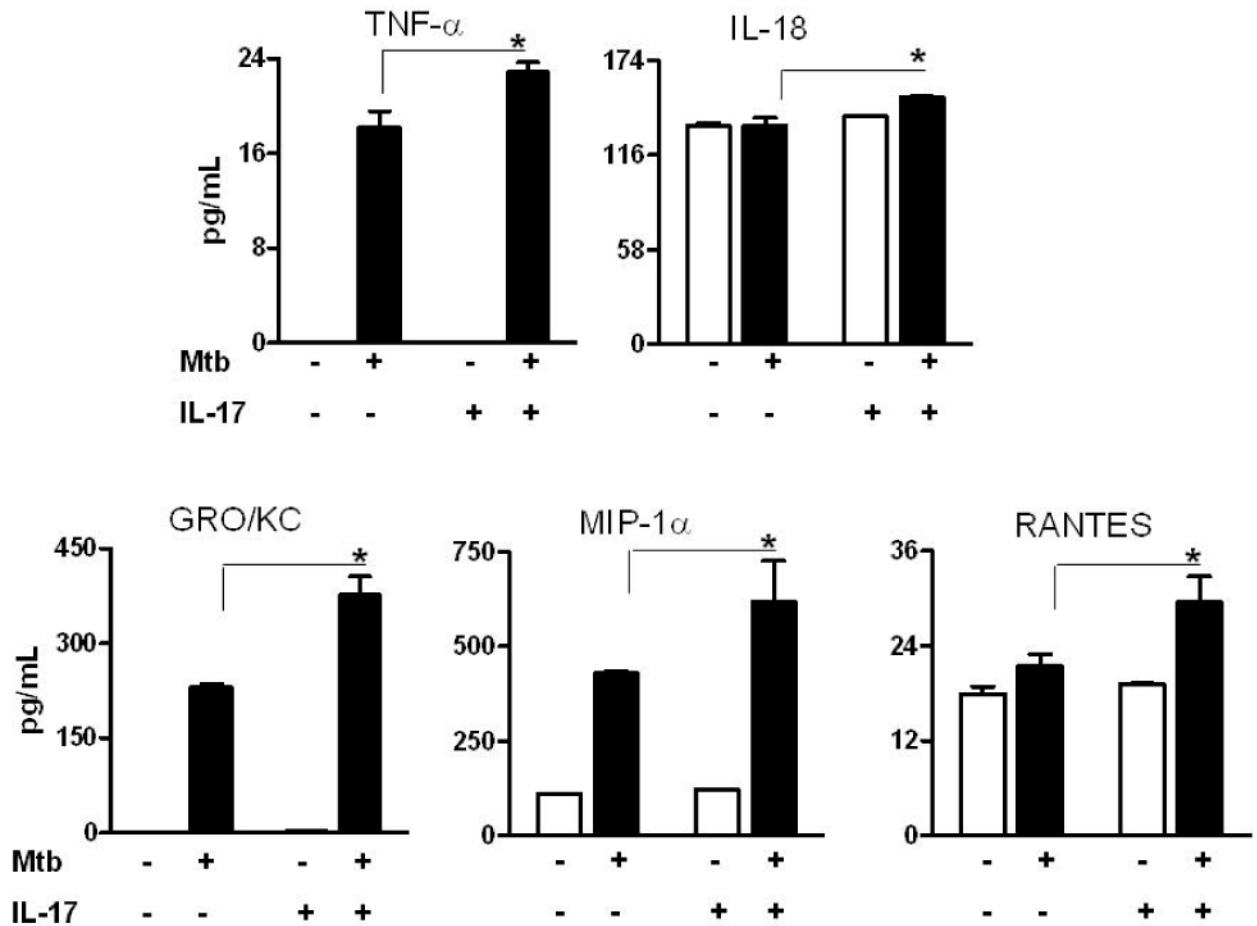 TNF-α
IL-18
* *
24 174
16 116
pg/mL
8 58
0 0
Mtb - + - + - + - +
IL-17 - - + + - - + +
GRO/KC MIP-1α RANTES
* * *
450 750 36
300 500 24
pg/mL
150 250 12
0 0 0
Mtb - + - + - + - + - + - +
IL-17 - - + + - - + + - - + +